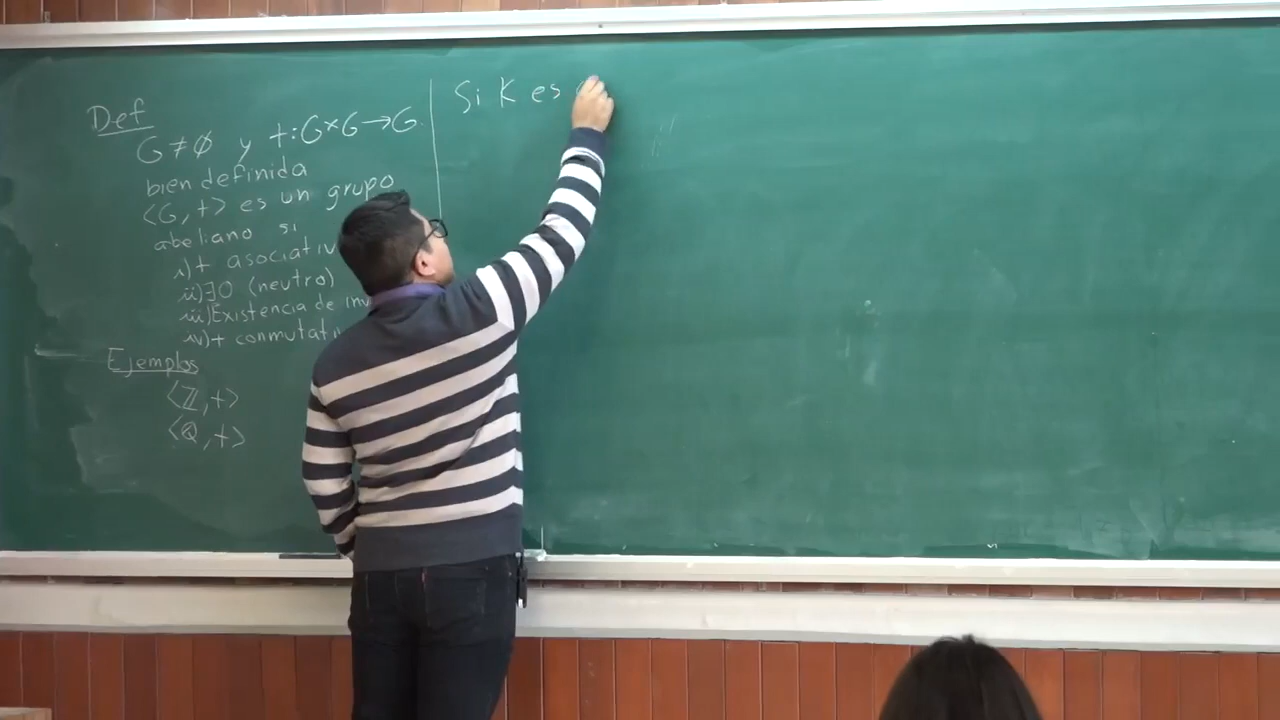 Def
G ≠ ∅ y +: G×G→G.
bien definida
⟨G, +⟩ es un grupo
abeliano si
i) + asociativ
ii) ∃ 0 (neutro)
iii) Existencia de inv
iv) + conmutati
Ejemplos
⟨ℤ, +⟩
⟨ℚ, +⟩
Si K es